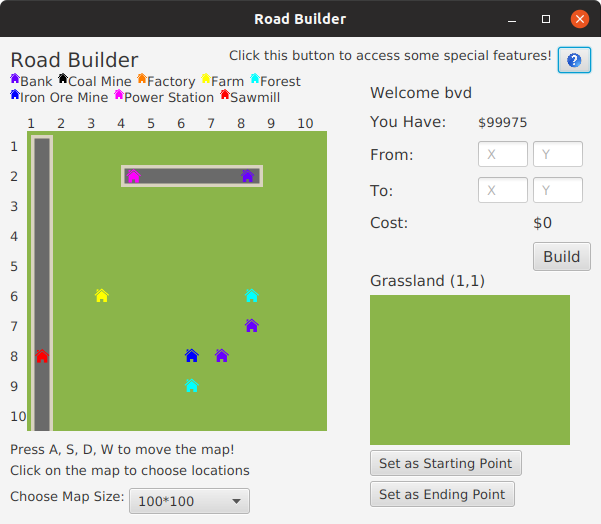 Road Builder
Road Builder
Click this button to access some special features!
?
Bank Coal Mine Factory Farm Forest
Iron Ore Mine Power Station Sawmill
1 2 3 4 5 6 7 8 9 10
1
2
3
4
5
6
7
8
9
10
Press A, S, D, W to move the map!
Click on the map to choose locations
Choose Map Size: 100*100
Welcome bvd
You Have: $99975
From: X Y
To: X Y
Cost: $0
Build
Grassland (1,1)
Set as Starting Point
Set as Ending Point